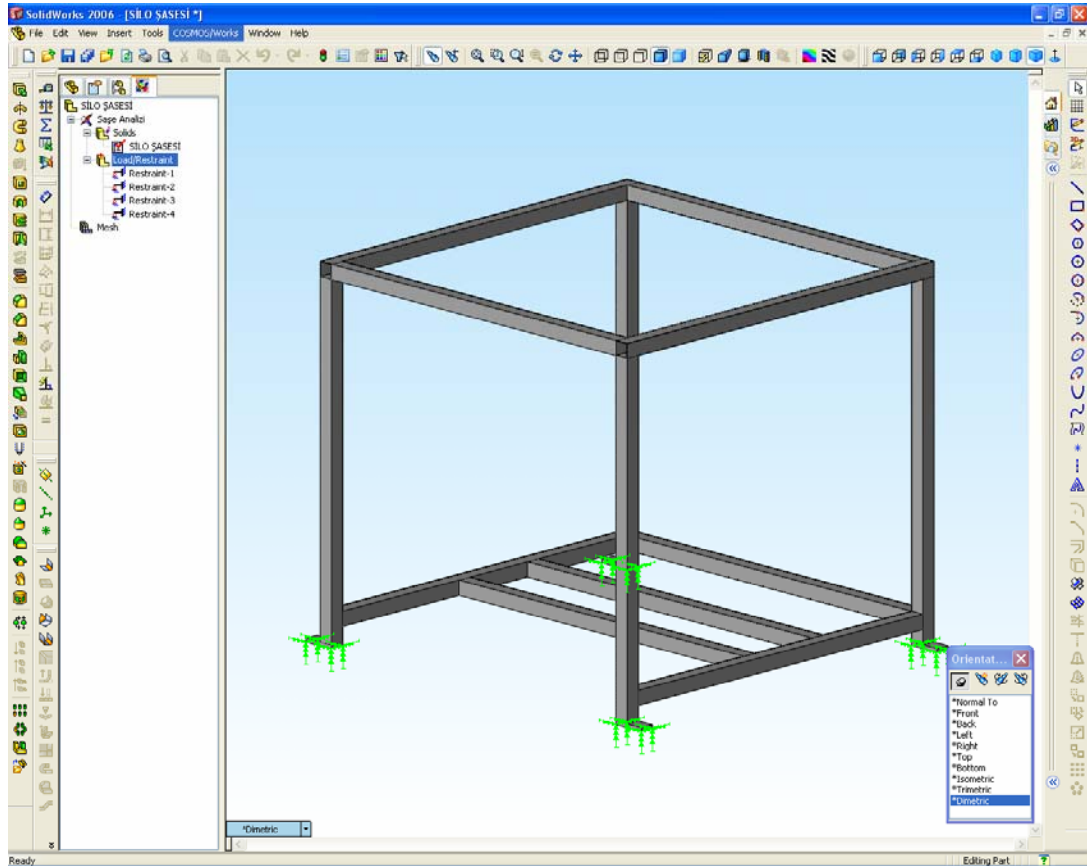 SolidWorks 2006 - [SİLO ŞASESİ *]
File Edit View Insert Tools COSMOS/Works Window Help
SİLO ŞASESİ
Saşe Analizi
Solids
SİLO ŞASESİ
Load/Restraint
Restraint-1
Restraint-2
Restraint-3
Restraint-4
Mesh
Orientat...
*Normal To
*Front
*Back
*Left
*Right
*Top
*Bottom
*Isometric
*Trimetric
*Dimetric
*Dimetric
Ready
Editing Part